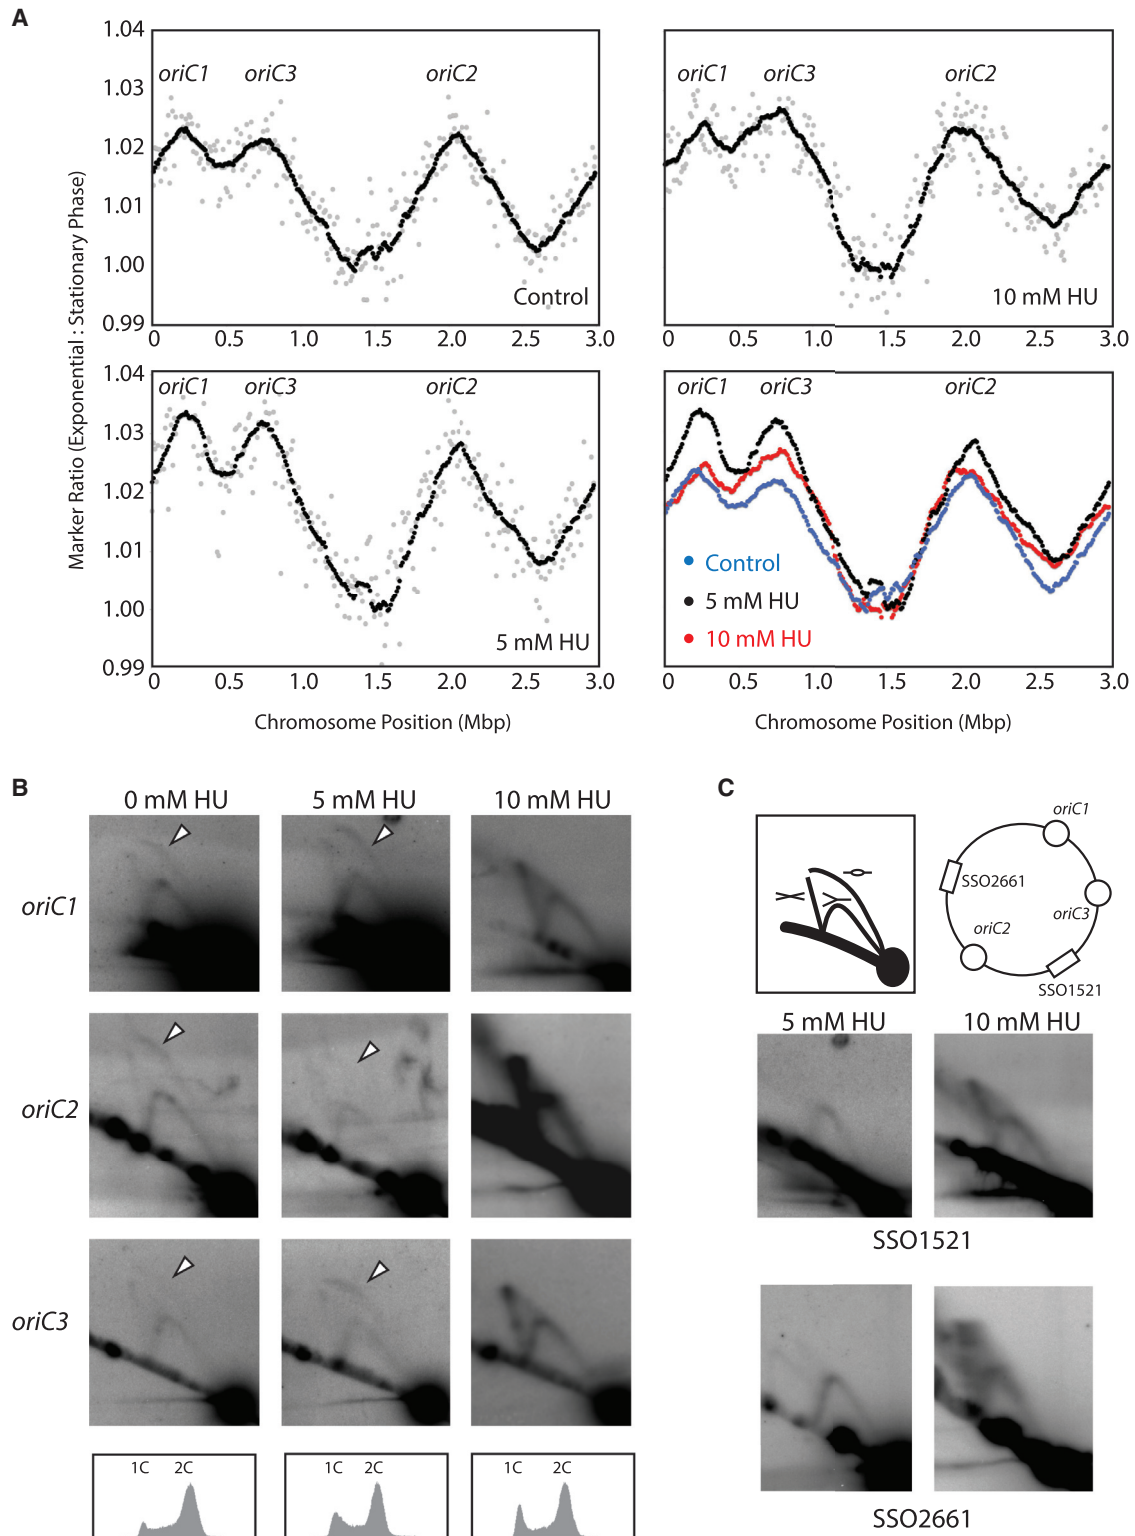 A
Marker Ratio (Exponential : Stationary Phase)
1.04
1.03
1.02
1.01
1.00
0.99
oriC1 oriC3 oriC2
Control
0 0.5 1.0 1.5 2.0 2.5 3.0
oriC1 oriC3 oriC2
10 mM HU
0 0.5 1.0 1.5 2.0 2.5 3.0
1.04
1.03
1.02
1.01
1.00
0.99
oriC1 oriC3 oriC2
5 mM HU
0 0.5 1.0 1.5 2.0 2.5 3.0
Chromosome Position (Mbp)
oriC1 oriC3 oriC2
Control
5 mM HU
10 mM HU
0 0.5 1.0 1.5 2.0 2.5 3.0
Chromosome Position (Mbp)
B
0 mM HU 5 mM HU 10 mM HU
oriC1
oriC2
oriC3
1C 2C
1C 2C
1C 2C
C
oriC1
SSO2661
oriC3
oriC2
SSO1521
5 mM HU 10 mM HU
SSO1521
SSO2661